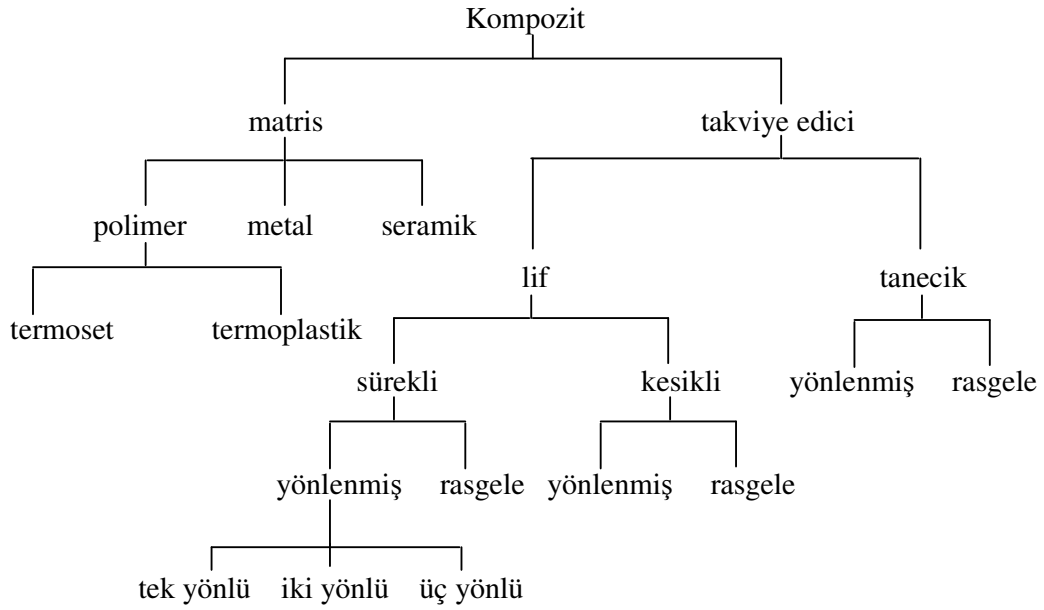 Kompozit
matris takviye edici
polimer metal seramik
lif tanecik
termoset termoplastik
sürekli kesikli yönlenmiş rasgele
yönlenmiş rasgele yönlenmiş rasgele
tek yönlü iki yönlü üç yönlü